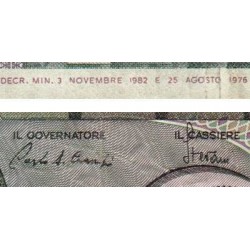 DECR. MIN. 3 NOVEMBRE 1982 E 25 AGOSTO 1976
IL GOVERNATORE IL CASSIERE